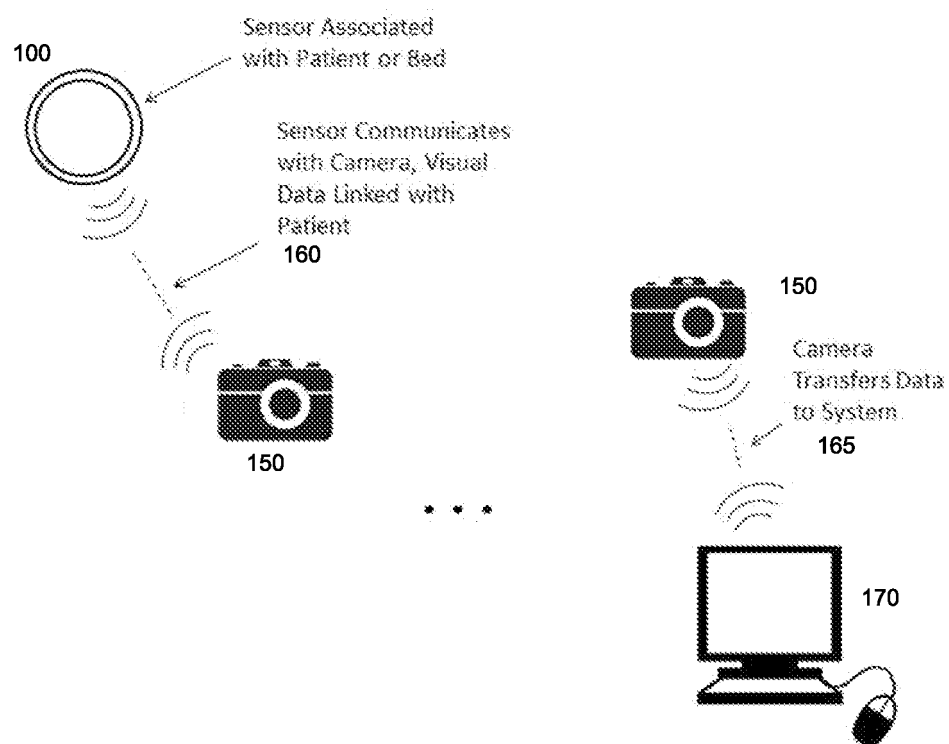 100
Sensor Associated
with Patient or Bed
Sensor Communicates
with Camera, Visual
Data Linked with
Patient
160
150
150
Camera
Transfers Data
to System
165
170